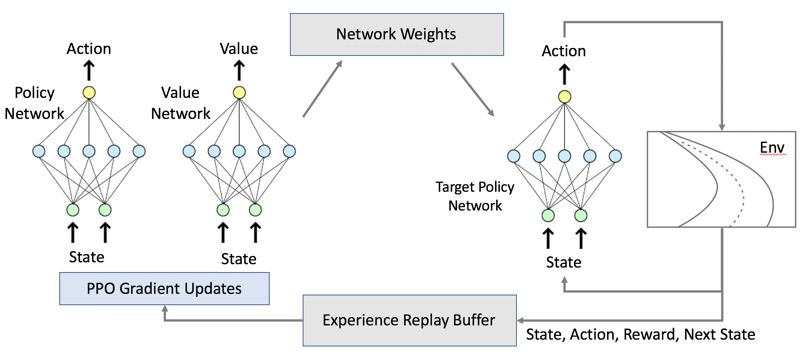 Network Weights
Action
Value
Action
Policy
Network
Value
Network
Env
Target Policy
Network
State
State
State
PPO Gradient Updates
Experience Replay Buffer
State, Action, Reward, Next State